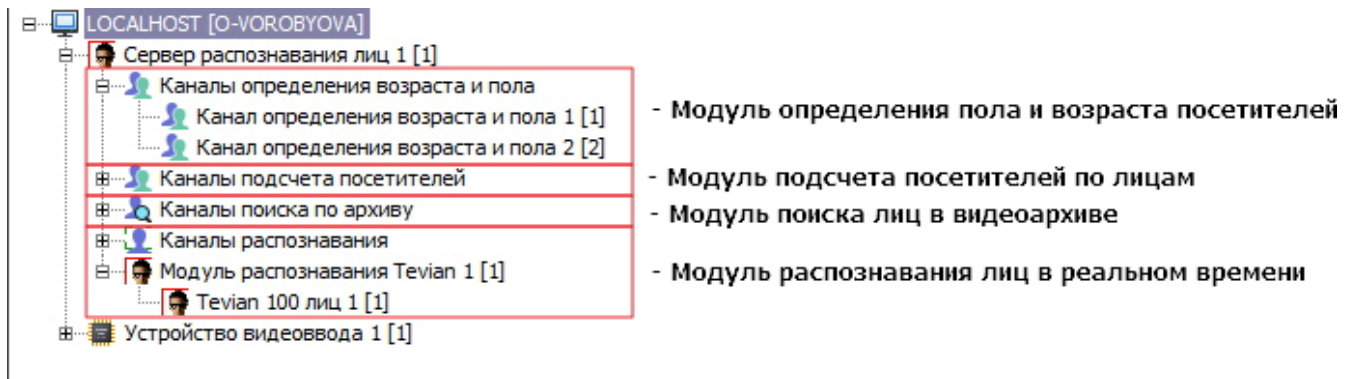 LOCALHOST [O-VOROBYOVA]
Сервер распознавания лиц 1 [1]
Каналы определения возраста и пола
Канал определения возраста и пола 1 [1] - Модуль определения пола и возраста посетителей
Канал определения возраста и пола 2 [2]
Каналы подсчета посетителей - Модуль подсчета посетителей по лицам
Каналы поиска по архиву - Модуль поиска лиц в видеоархиве
Каналы распознавания
Модуль распознавания Tevian 1 [1] - Модуль распознавания лиц в реальном времени
Tevian 100 лиц 1 [1]
Устройство видеоввода 1 [1]